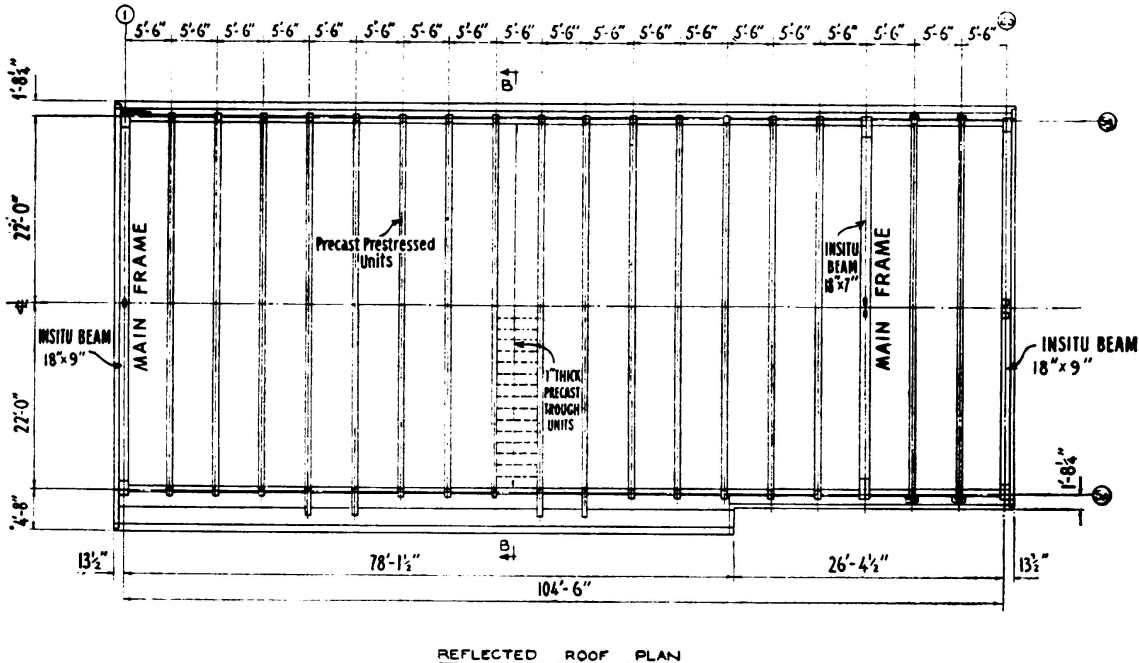 1
5'-6" 5'-6" 5'-6" 5'-6" 5'-6" 5'-6" 5'-6" 5'-6" 5'-6" 5'-6" 5'-6" 5'-6" 5'-6" 5'-6" 5'-6" 5'-6" 5'-6" 5'-6" 5'-6"
1'-8¼"
B
22'-0"
MAIN FRAME
Precast Prestressed
Units
INSITU
BEAM
18"x7"
MAIN FRAME
INSITU BEAM
18"x9"
1"THICK
PRECAST
TROUGH
UNITS
INSITU BEAM
18"x9"
22'-0"
1'-8¼"
4'-8"
B
13½"
78'-1½"
26'-4½"
13½"
104'-6"
REFLECTED ROOF PLAN